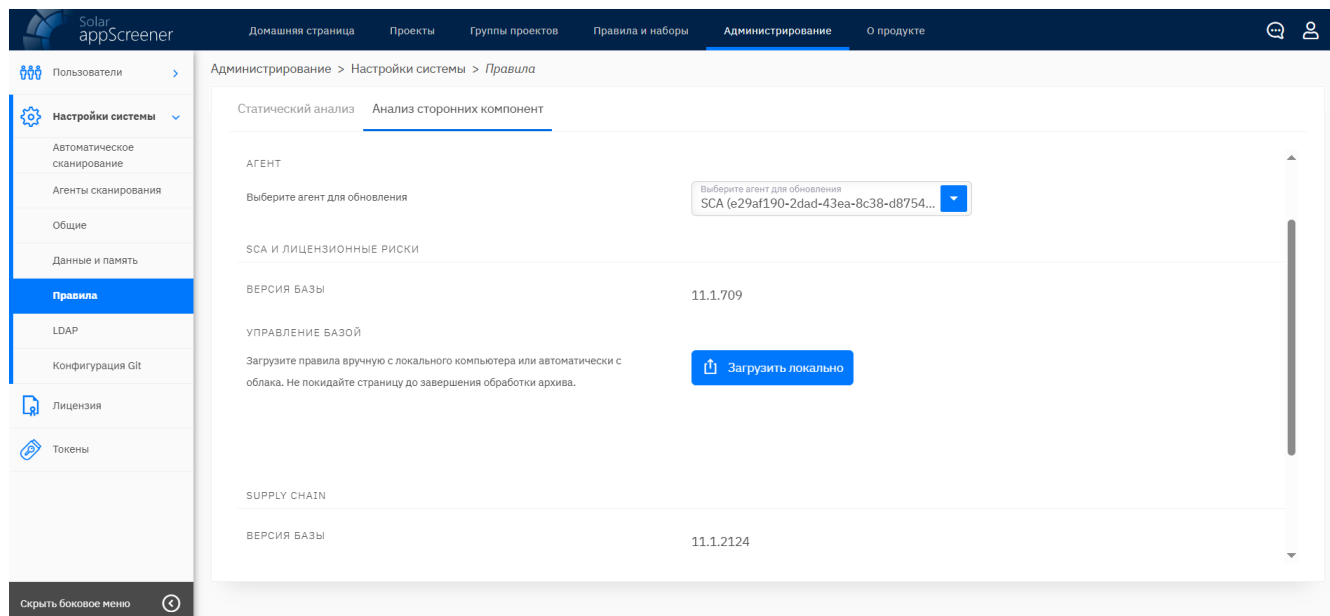 Solar
appScreener
Домашняя страница Проекты Группы проектов Правила и наборы Администрирование О продукте
Пользователи
Настройки системы
Автоматическое
сканирование
Агенты сканирования
Общие
Данные и память
Правила
LDAP
Конфигурация Git
Лицензия
Токены
Скрыть боковое меню
Администрирование > Настройки системы > Правила
Статический анализ Анализ сторонних компонент
АГЕНТ
Выберите агент для обновления
Выберите агент для обновления
SCA (e29af190-2dad-43ea-8c38-d8754...
SCA И ЛИЦЕНЗИОННЫЕ РИСКИ
ВЕРСИЯ БАЗЫ 11.1.709
УПРАВЛЕНИЕ БАЗОЙ
Загрузите правила вручную с локального компьютера или автоматически с
облака. Не покидайте страницу до завершения обработки архива.
Загрузить локально
SUPPLY CHAIN
ВЕРСИЯ БАЗЫ 11.1.2124